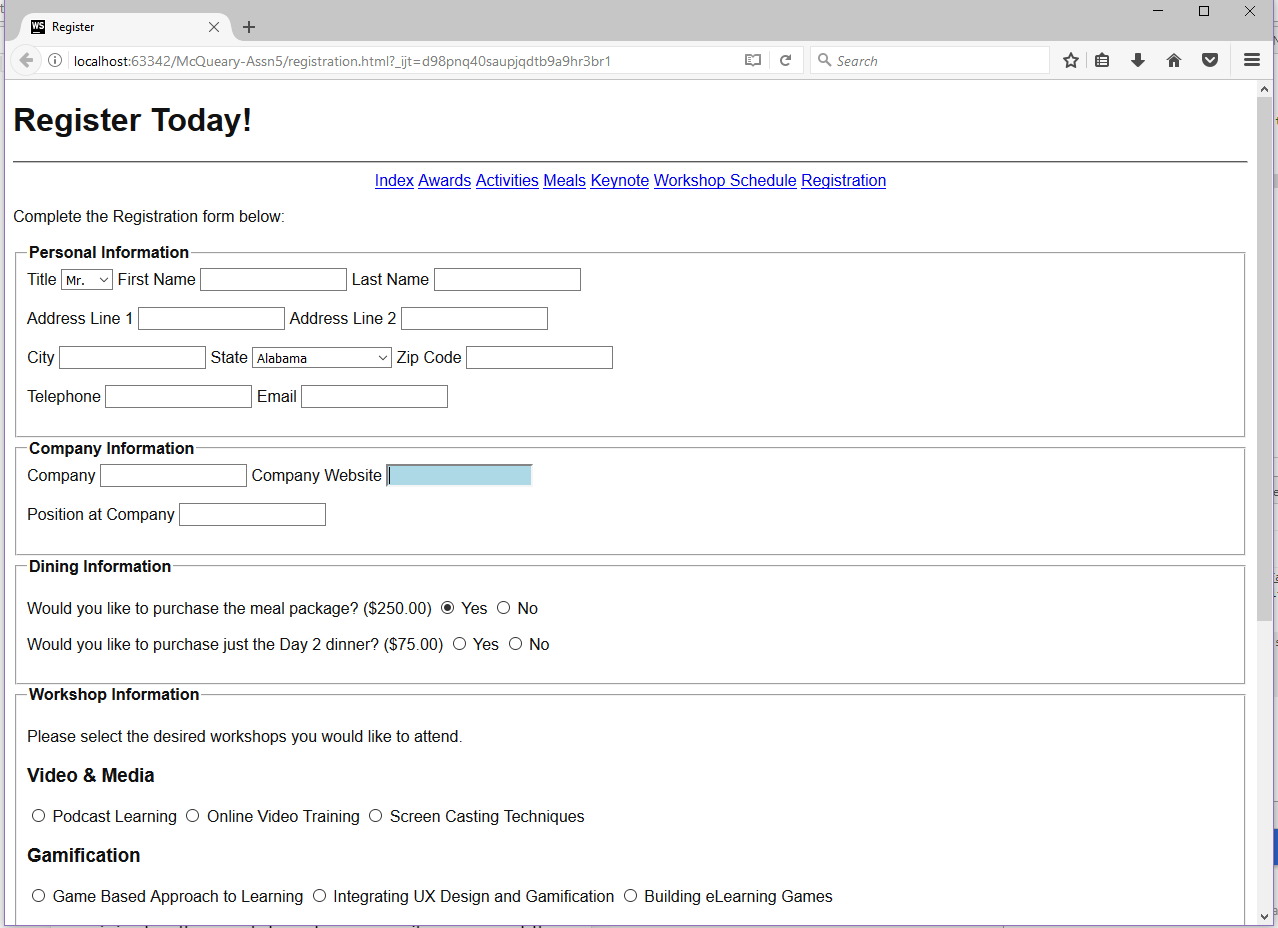 WS Register
localhost:63342/McQueary-Assn5/registration.html?_ijt=d98pnq40saupjqdtb9a9hr3br1 Search
Register Today!
Index Awards Activities Meals Keynote Workshop Schedule Registration
Complete the Registration form below:
Personal Information
Title Mr. First Name Last Name
Address Line 1 Address Line 2
City State Alabama Zip Code
Telephone Email
Company Information
Company Company Website
Position at Company
Dining Information
Would you like to purchase the meal package? ($250.00) Yes No
Would you like to purchase just the Day 2 dinner? ($75.00) Yes No
Workshop Information
Please select the desired workshops you would like to attend.
Video & Media
Podcast Learning Online Video Training Screen Casting Techniques
Gamification
Game Based Approach to Learning Integrating UX Design and Gamification Building eLearning Games